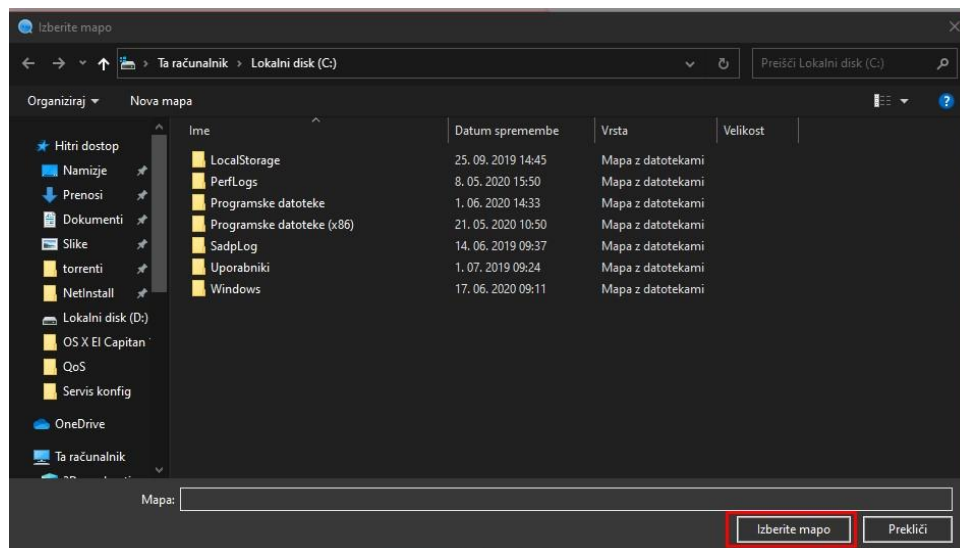 Izberite mapo
Ta računalnik > Lokalni disk (C:)
Preišči Lokalni disk (C:)
Organiziraj
Nova mapa
Ime
Datum spremembe
Vrsta
Velikost
Hitri dostop
Namizje
Prenosi
Dokumenti
Slike
torrenti
NetInstall
Lokalni disk (D:)
OS X El Capitan
QoS
Servis konfig
OneDrive
Ta računalnik
LocalStorage 25. 09. 2019 14:45 Mapa z datotekami
PerfLogs 8. 05. 2020 15:50 Mapa z datotekami
Programske datoteke 1. 06. 2020 14:33 Mapa z datotekami
Programske datoteke (x86) 21. 05. 2020 10:50 Mapa z datotekami
SadpLog 14. 06. 2019 09:37 Mapa z datotekami
Uporabniki 1. 07. 2019 09:24 Mapa z datotekami
Windows 17. 06. 2020 09:11 Mapa z datotekami
Mapa:
Izberite mapo
Prekliči